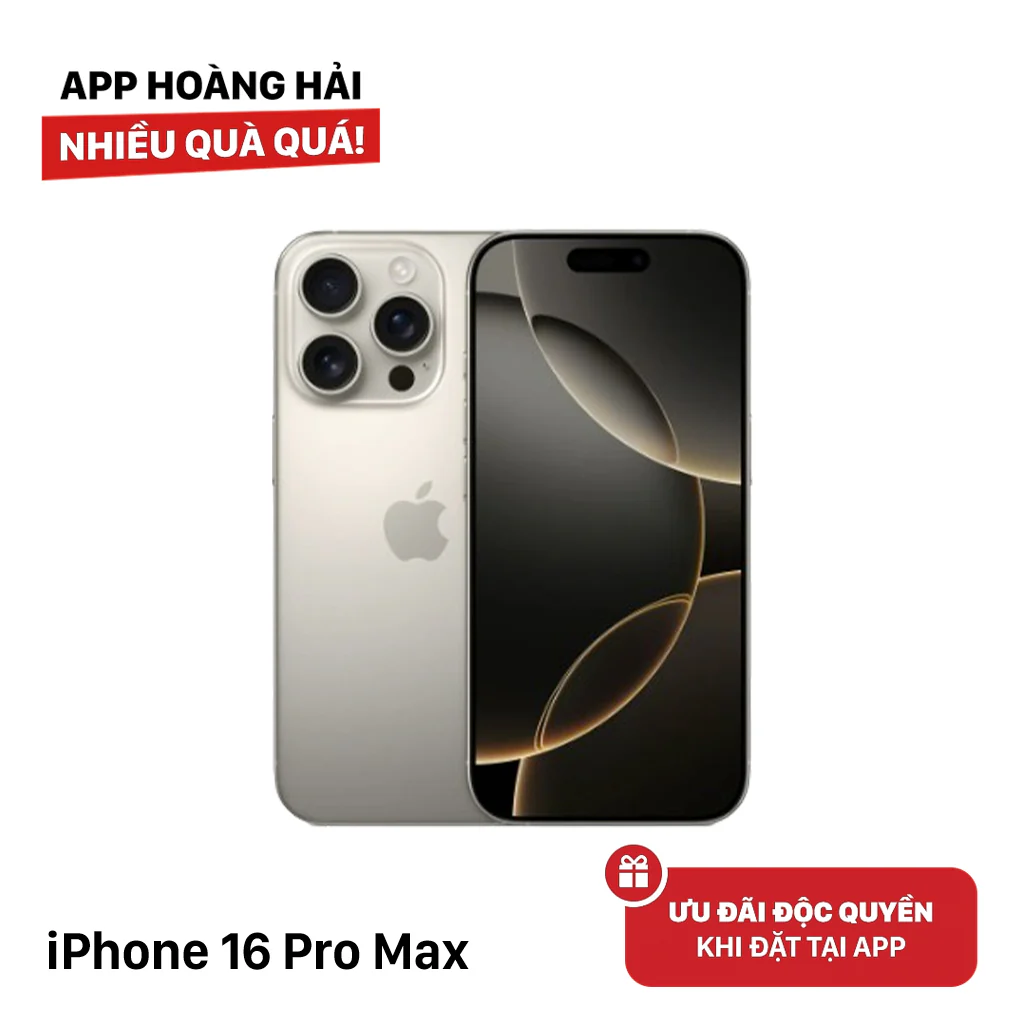 APP HOÀNG HẢI
NHIỀU QUÀ QUÁ!
iPhone 16 Pro Max
ƯU ĐÃI ĐỘC QUYỀN
KHI ĐẶT TẠI APP